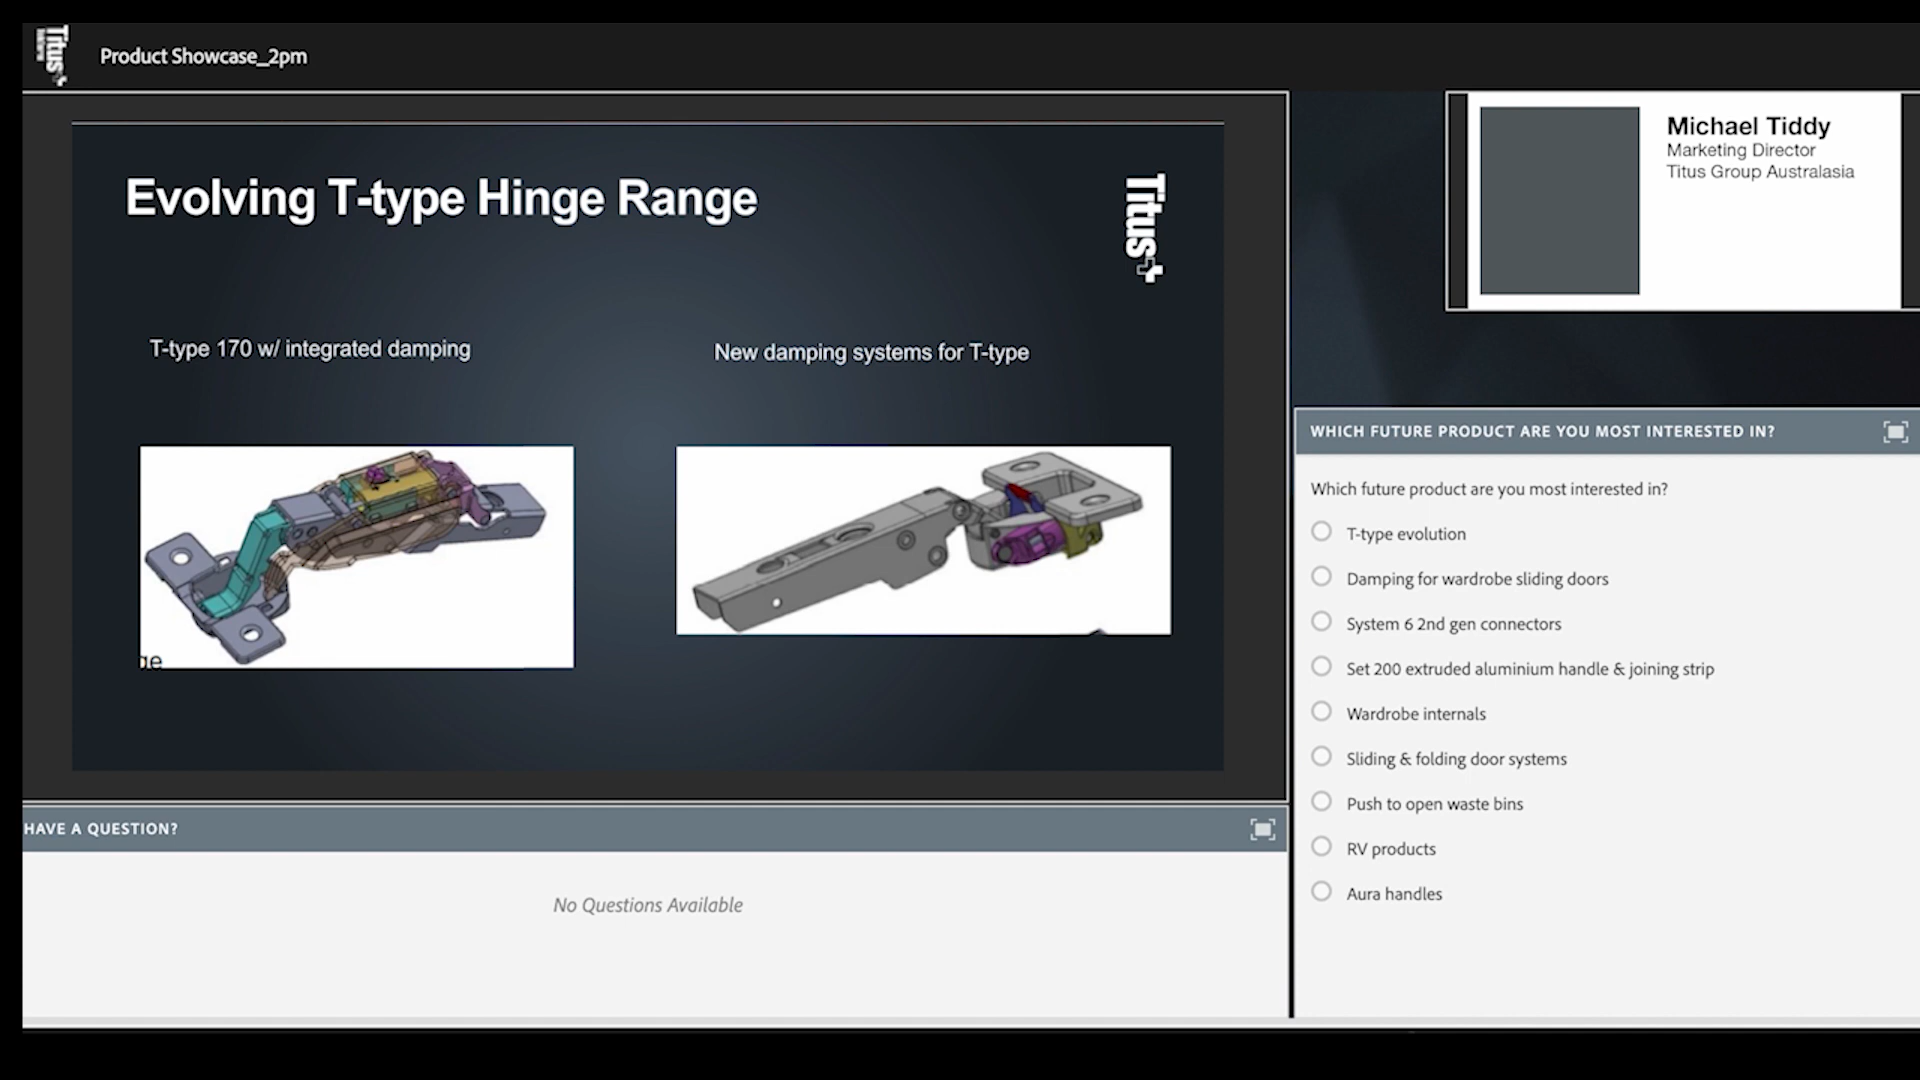 Titus
Product Showcase_2pm
Evolving T-type Hinge Range
Titus
T-type 170 w/ integrated damping
New damping systems for T-type
ge
Michael Tiddy
Marketing Director
Titus Group Australasia
WHICH FUTURE PRODUCT ARE YOU MOST INTERESTED IN?
Which future product are you most interested in?
T-type evolution
Damping for wardrobe sliding doors
System 6 2nd gen connectors
Set 200 extruded aluminium handle & joining strip
Wardrobe internals
Sliding & folding door systems
Push to open waste bins
RV products
Aura handles
HAVE A QUESTION?
No Questions Available